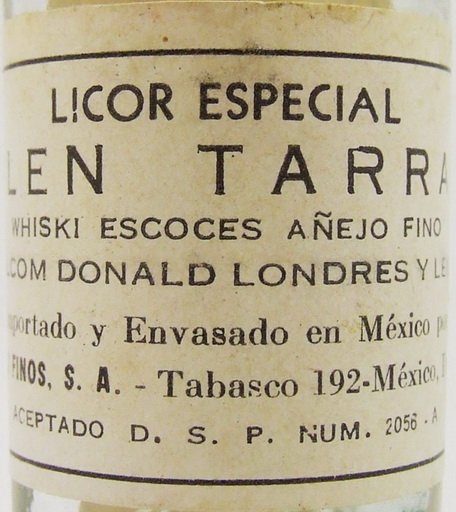 LICOR ESPECIAL
LEN TARRA
WHISKI ESCOCES AÑEJO FINO
COM DONALD LONDRES Y LE
portado y Envasado en México p
FINOS, S. A. - Tabasco 192-México,
ACEPTADO D. S. P. NUM. 2056 - A